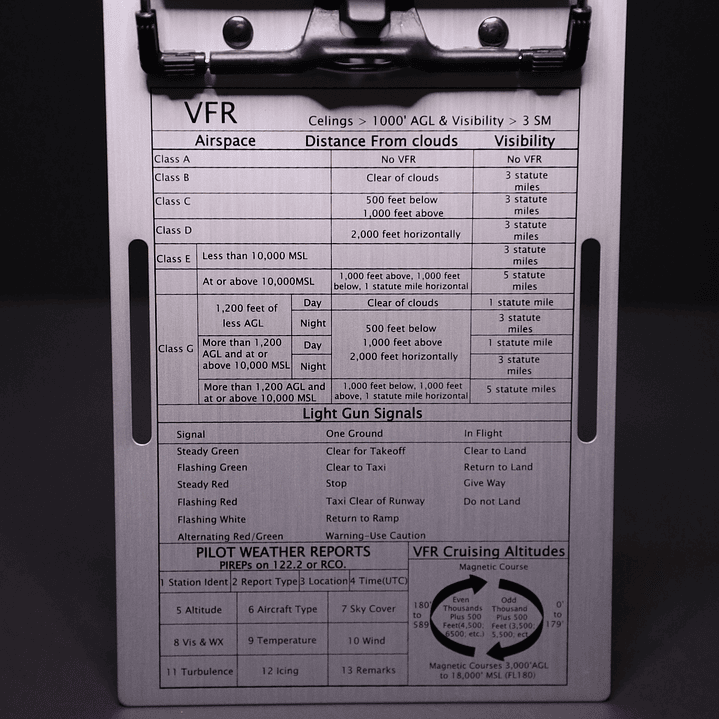 VFR
Celings > 1000' AGL & Visibility > 3 SM
Airspace Distance From clouds Visibility
Class A No VFR No VFR
Class B Clear of clouds 3 statute miles
Class C 500 feet below 1,000 feet above 3 statute miles
Class D 2,000 feet horizontally 3 statute miles
Class E Less than 10,000 MSL 3 statute miles
At or above 10,000MSL 1,000 feet above, 1,000 feet below, 1 statute mile horizontal 5 statute miles
Class G 1,200 feet of less AGL Day Clear of clouds 1 statute mile
Night 500 feet below 1,000 feet above 2,000 feet horizontally 3 statute miles
More than 1,200 AGL and at or above 10,000 MSL Day 1 statute mile
Night 3 statute miles
More than 1,200 AGL and at or above 10,000 MSL 1,000 feet below, 1,000 feet above, 1 statute mile horizontal 5 statute miles
Light Gun Signals
Signal One Ground In Flight
Steady Green Clear for Takeoff Clear to Land
Flashing Green Clear to Taxi Return to Land
Steady Red Stop Give Way
Flashing Red Taxi Clear of Runway Do not Land
Flashing White Return to Ramp
Alternating Red/Green Warning-Use Caution
PILOT WEATHER REPORTS
PIREPs on 122.2 or RCO.
1 Station Ident 2 Report Type 3 Location 4 Time(UTC)
5 Altitude 6 Aircraft Type 7 Sky Cover
8 Vis & WX 9 Temperature 10 Wind
11 Turbulence 12 Icing 13 Remarks
VFR Cruising Altitudes
Magnetic Course
180' to 589
Even Thousands Plus 500 Feet(4,500; 6500; etc.)
Odd Thousand Plus 500 Feet (3,500; 5,500; ect
0' to 179'
Magnetic Courses 3,000'AGL
to 18,000' MSL (FL180)